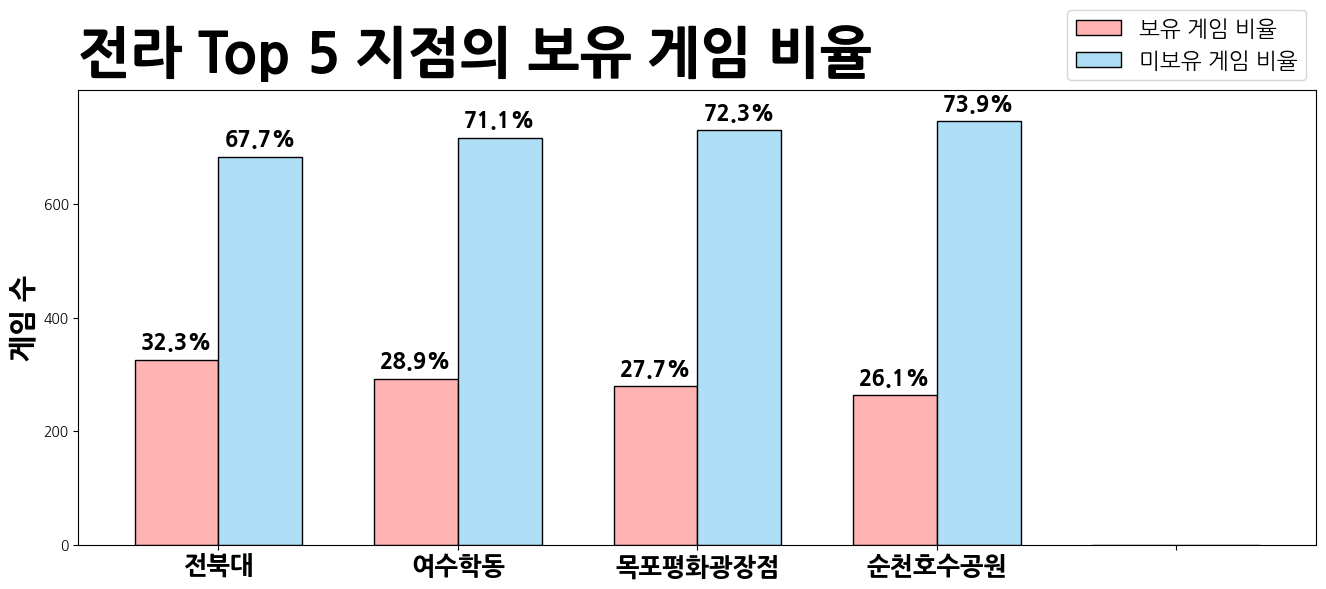 전라 Top 5 지점의 보유 게임 비율
보유 게임 비율
미보유 게임 비율
게임 수
600
400
200
0
32.3%
67.7%
28.9%
71.1%
27.7%
72.3%
26.1%
73.9%
전북대
여수학동
목포평화광장점
순천호수공원